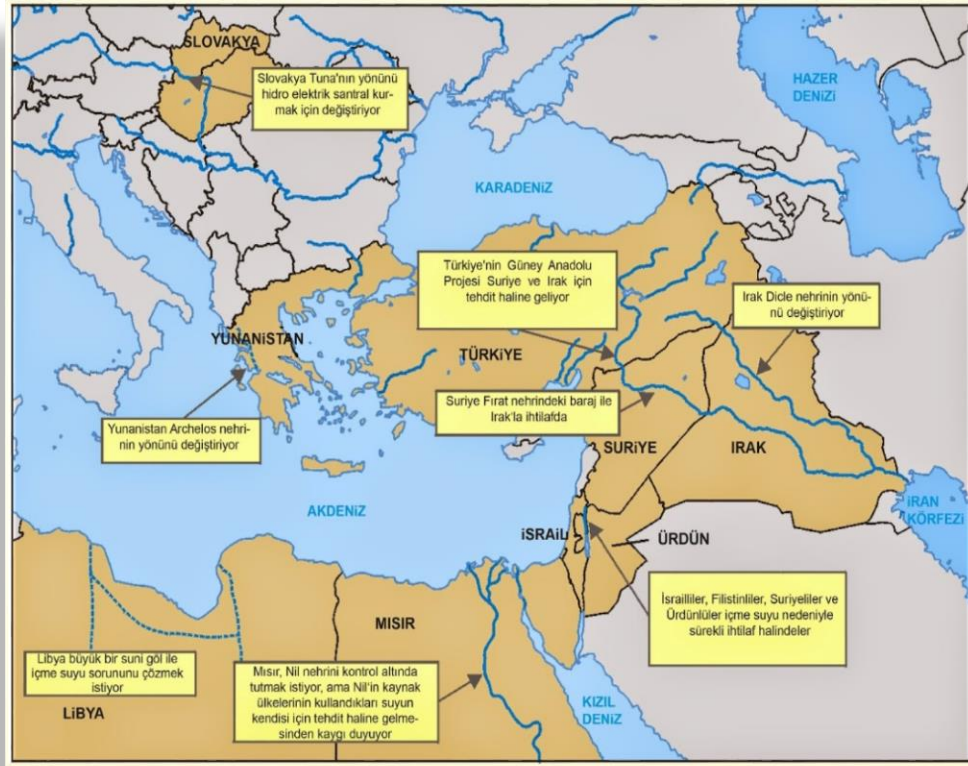 SLOVAKYA
Slovakya Tuna'nın yönünü
hidro elektrik santral kur-
mak için değiştiriyor
HAZER
DENİZİ
KARADENİZ
Türkiye'nin Güney Anadolu
Projesi Suriye ve Irak için
tehdit haline geliyor
Irak Dicle nehrinin yönü-
nü değiştiriyor
YUNANİSTAN
TÜRKİYE
Yunanistan Archelos nehri-
nin yönünü değiştiriyor
Suriye Fırat nehrindeki baraj ile
Irak'la ihtilafda
SURİYE
IRAK
AKDENİZ
İRAN
KÖRFEZİ
İSRAİL
ÜRDÜN
İsrailliler, Filistinliler, Suriyeliler ve
Ürdünlüler içme suyu nedeniyle
sürekli ihtilaf halindeler
MISIR
Libya büyük bir suni göl ile
içme suyu sorununu çözmek
istiyor
LİBYA
Mısır, Nil nehrini kontrol altında
tutmak istiyor, ama Nil'in kaynak
ülkelerinin kullandıkları suyun
kendisi için tehdit haline gelme-
sinden kaygı duyuyor
KIZIL
DENİZ